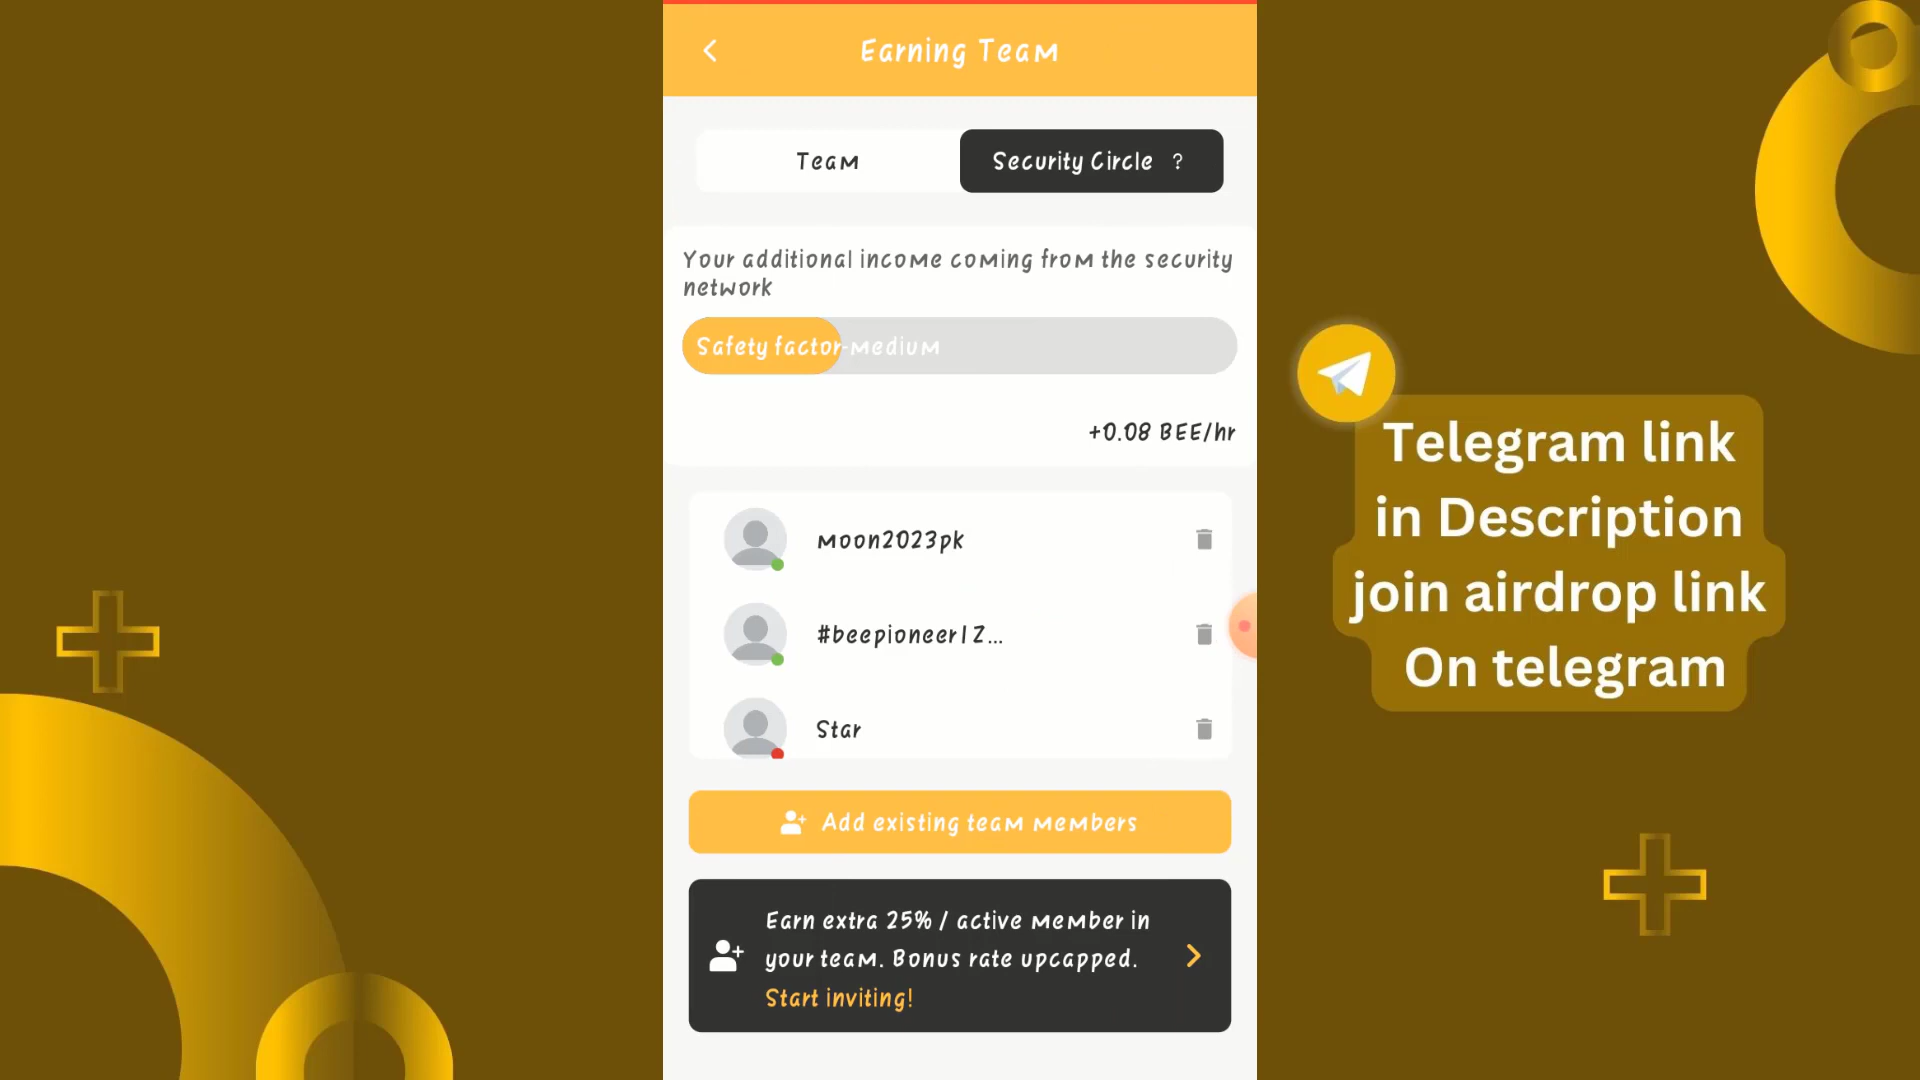 Earning Team
Team
Security Circle ?
Your additional income coming from the security
network
Safety factor-medium
+0.08 BEE/hr
moon2023pk
#beepioneer12...
Star
Add existing team members
Earn extra 25% / active member in
your team. Bonus rate upcapped.
Start inviting!
Telegram link
in Description
join airdrop link
On telegram